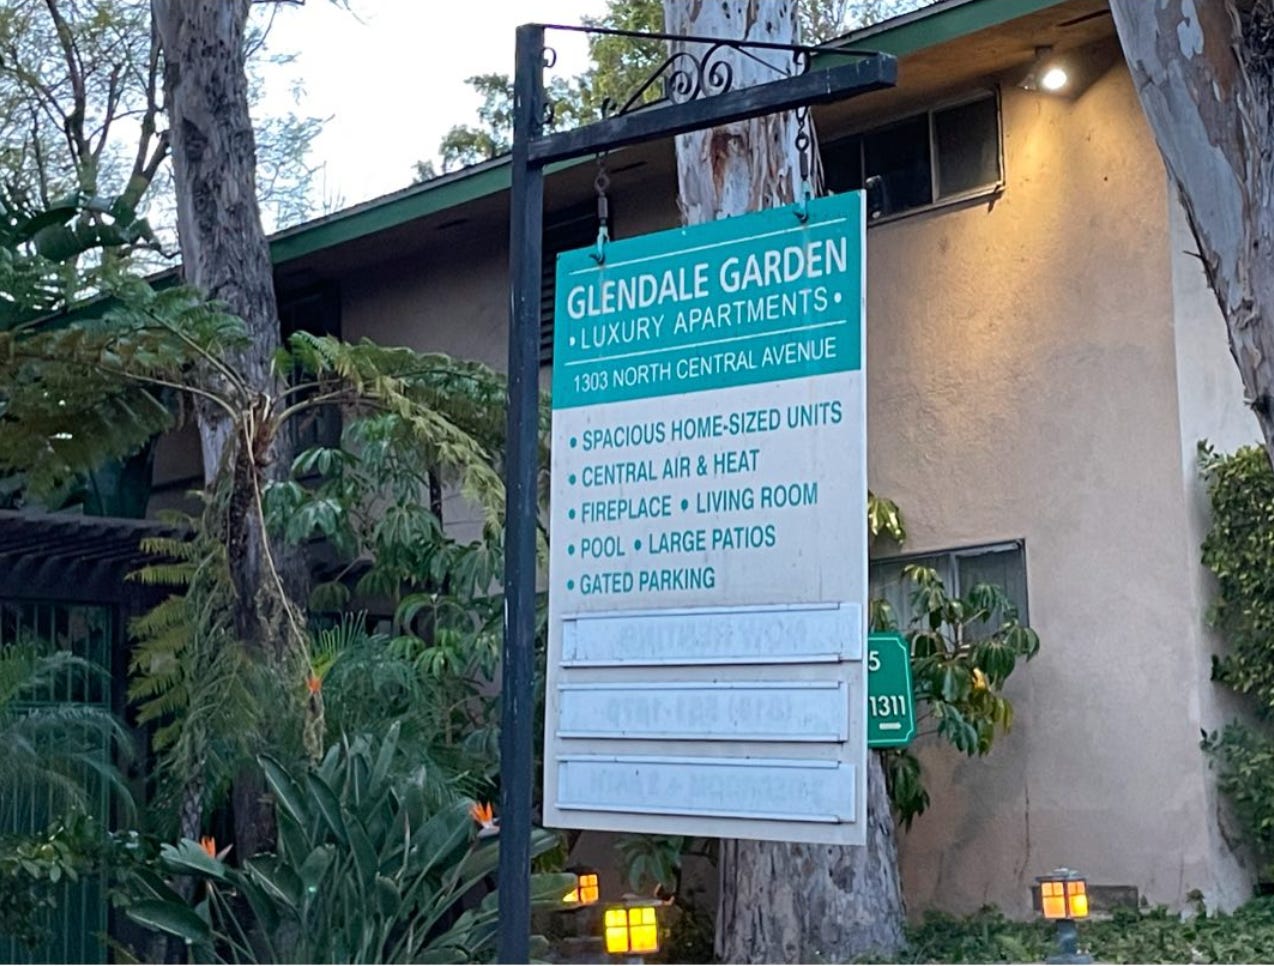 GLENDALE GARDEN
• LUXURY APARTMENTS •
1303 NORTH CENTRAL AVENUE
• SPACIOUS HOME-SIZED UNITS
• CENTRAL AIR & HEAT
• FIREPLACE • LIVING ROOM
• POOL • LARGE PATIOS
• GATED PARKING
5
1311